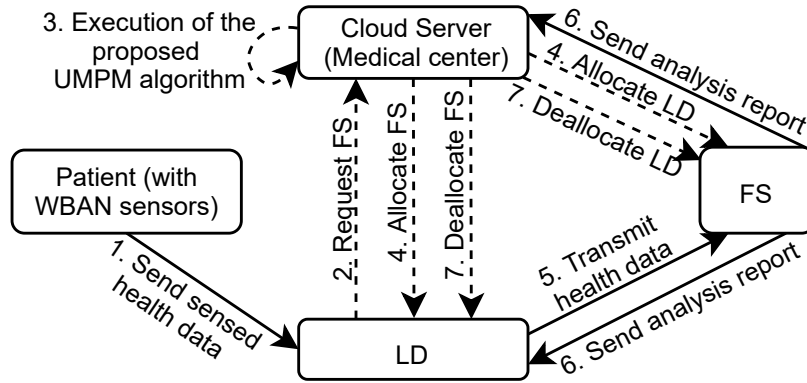 3. Execution of the
proposed
UMPM algorithm
Cloud Server
(Medical center)
6. Send analysis report
4. Allocate LD
7. Deallocate LD
Patient (with
WBAN sensors)
2. Request FS
4. Allocate FS
7. Deallocate FS
FS
1. Send sensed
health data
5. Transmit
health data
6. Send analysis report
LD